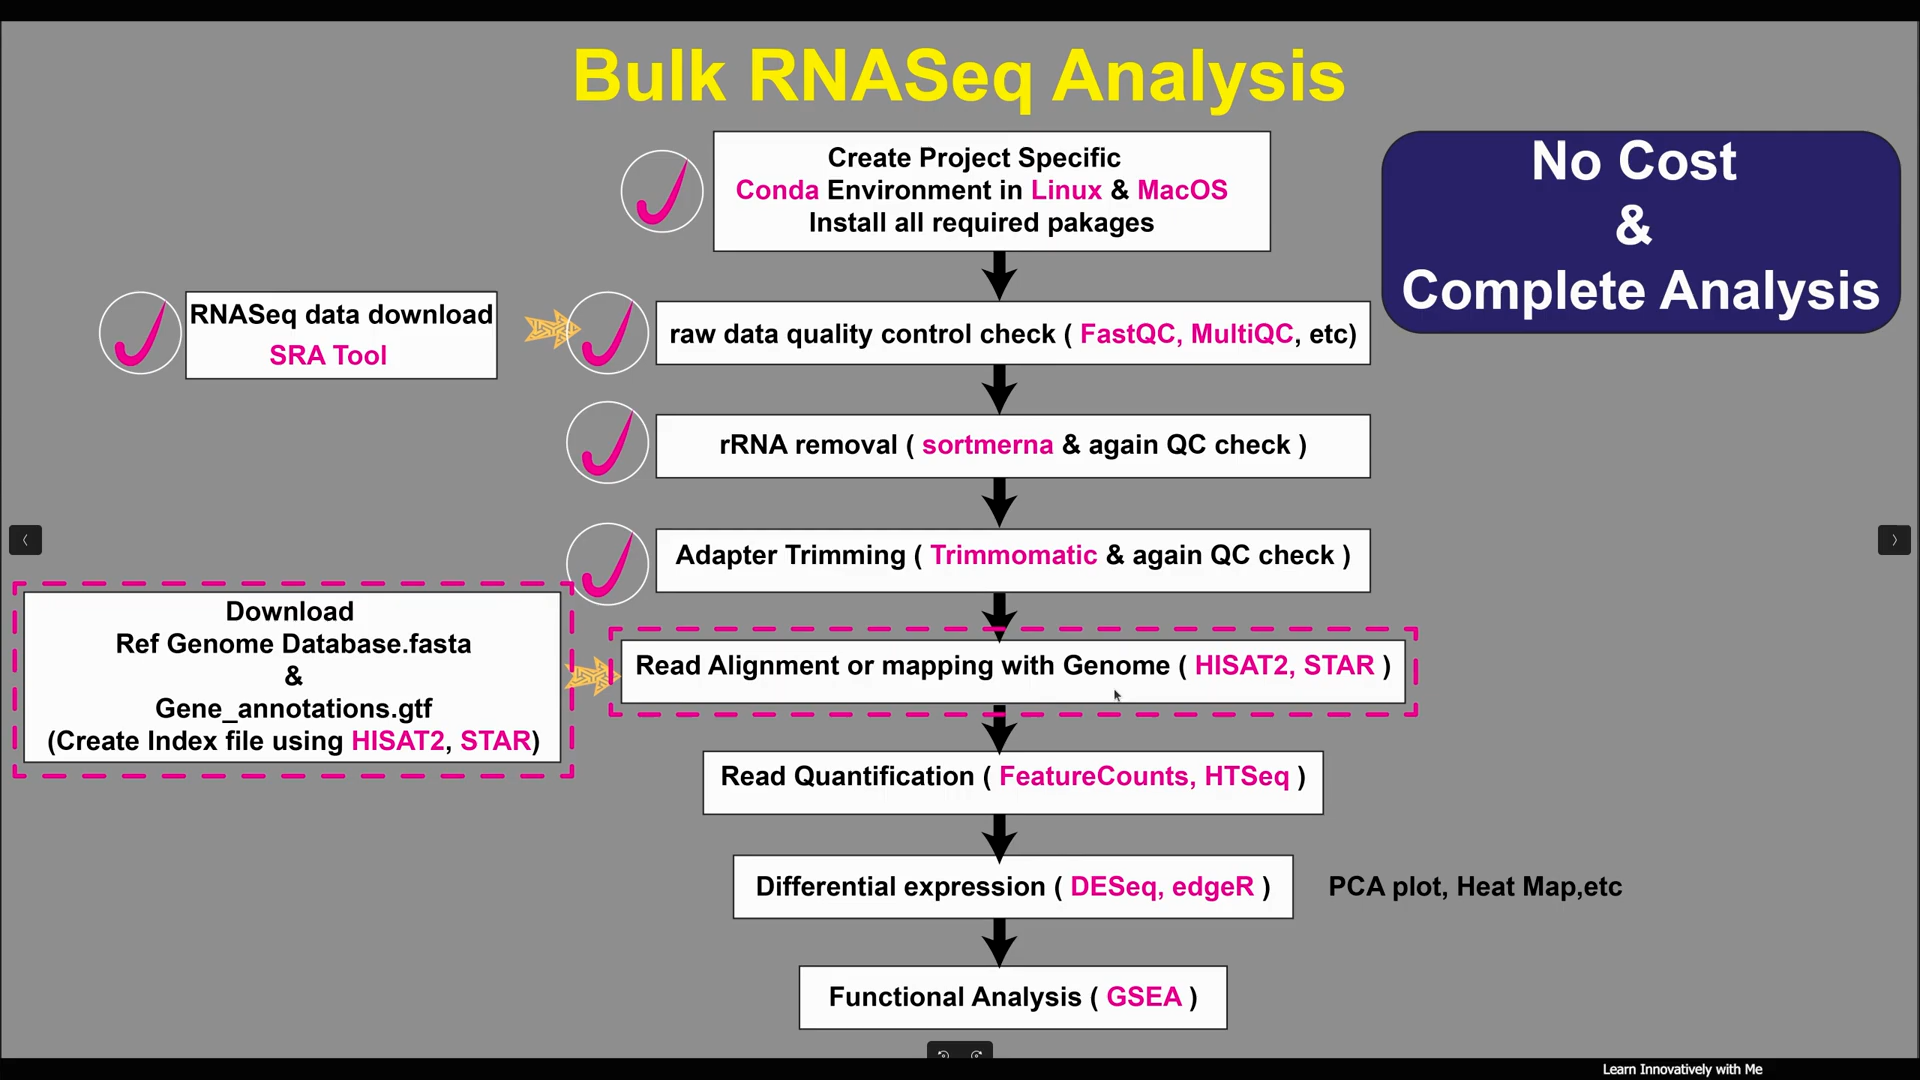 Bulk RNASeq Analysis
Create Project Specific
Conda Environment in Linux & MacOS
Install all required pakages
No Cost
&
Complete Analysis
RNASeq data download
SRA Tool
raw data quality control check ( FastQC, MultiQC, etc)
rRNA removal ( sortmerna & again QC check )
Adapter Trimming ( Trimmomatic & again QC check )
Download
Ref Genome Database.fasta
&
Gene_annotations.gtf
(Create Index file using HISAT2, STAR)
Read Alignment or mapping with Genome ( HISAT2, STAR )
Read Quantification ( FeatureCounts, HTSeq )
Differential expression ( DESeq, edgeR )
PCA plot, Heat Map,etc
Functional Analysis ( GSEA )
Learn Innovatively with Me